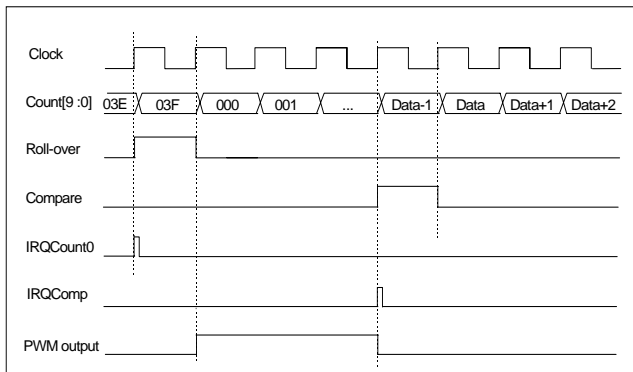 Clock
Count[9 :0] 03E 03F 000 001 ... Data-1 Data Data+1 Data+2
Roll-over
Compare
IRQCount0
IRQComp
PWM output